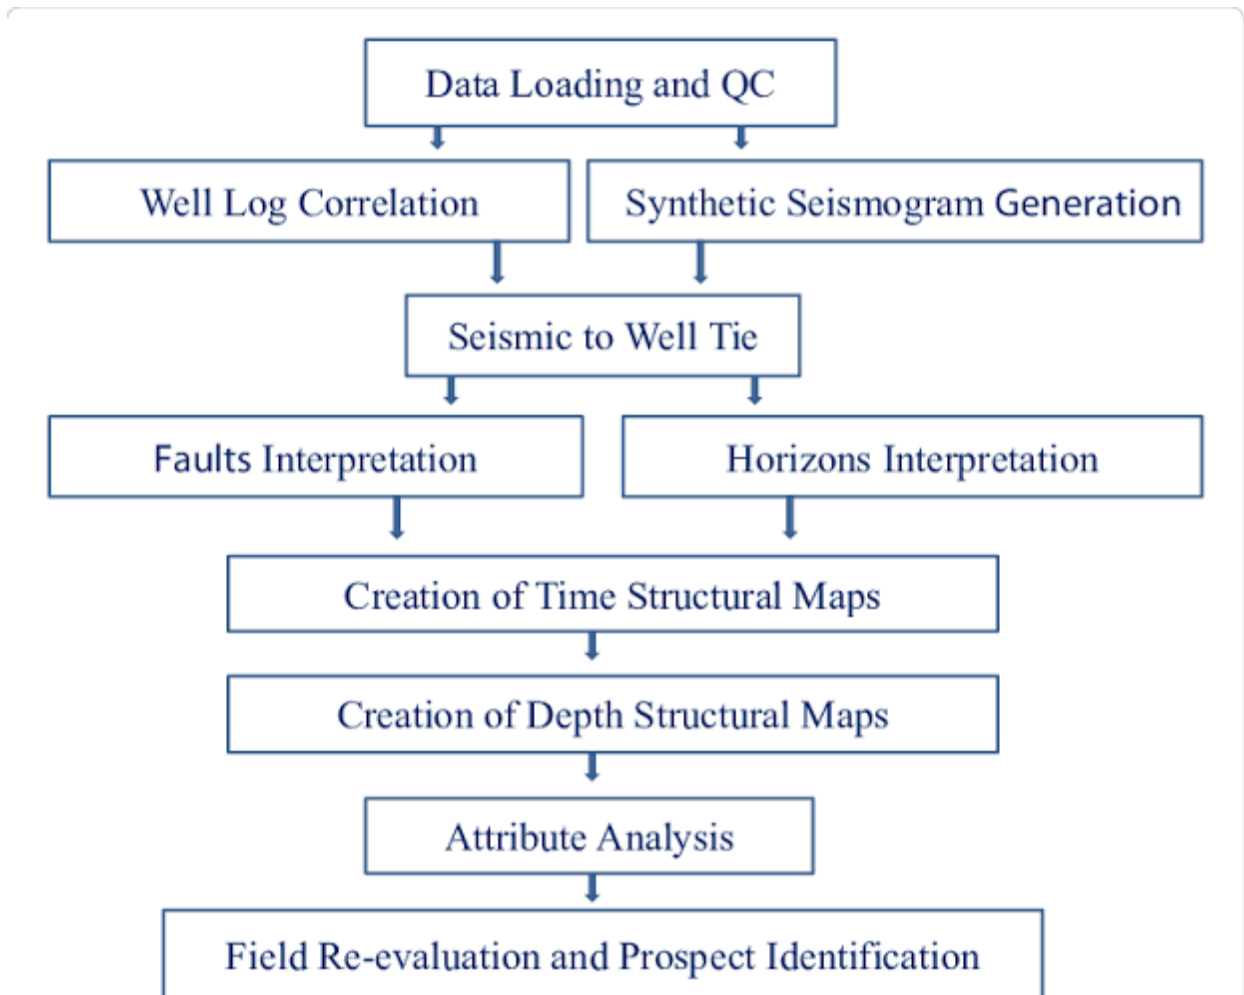 Data Loading and QC
Well Log Correlation
Synthetic Seismogram Generation
Seismic to Well Tie
Faults Interpretation
Horizons Interpretation
Creation of Time Structural Maps
Creation of Depth Structural Maps
Attribute Analysis
Field Re-evaluation and Prospect Identification